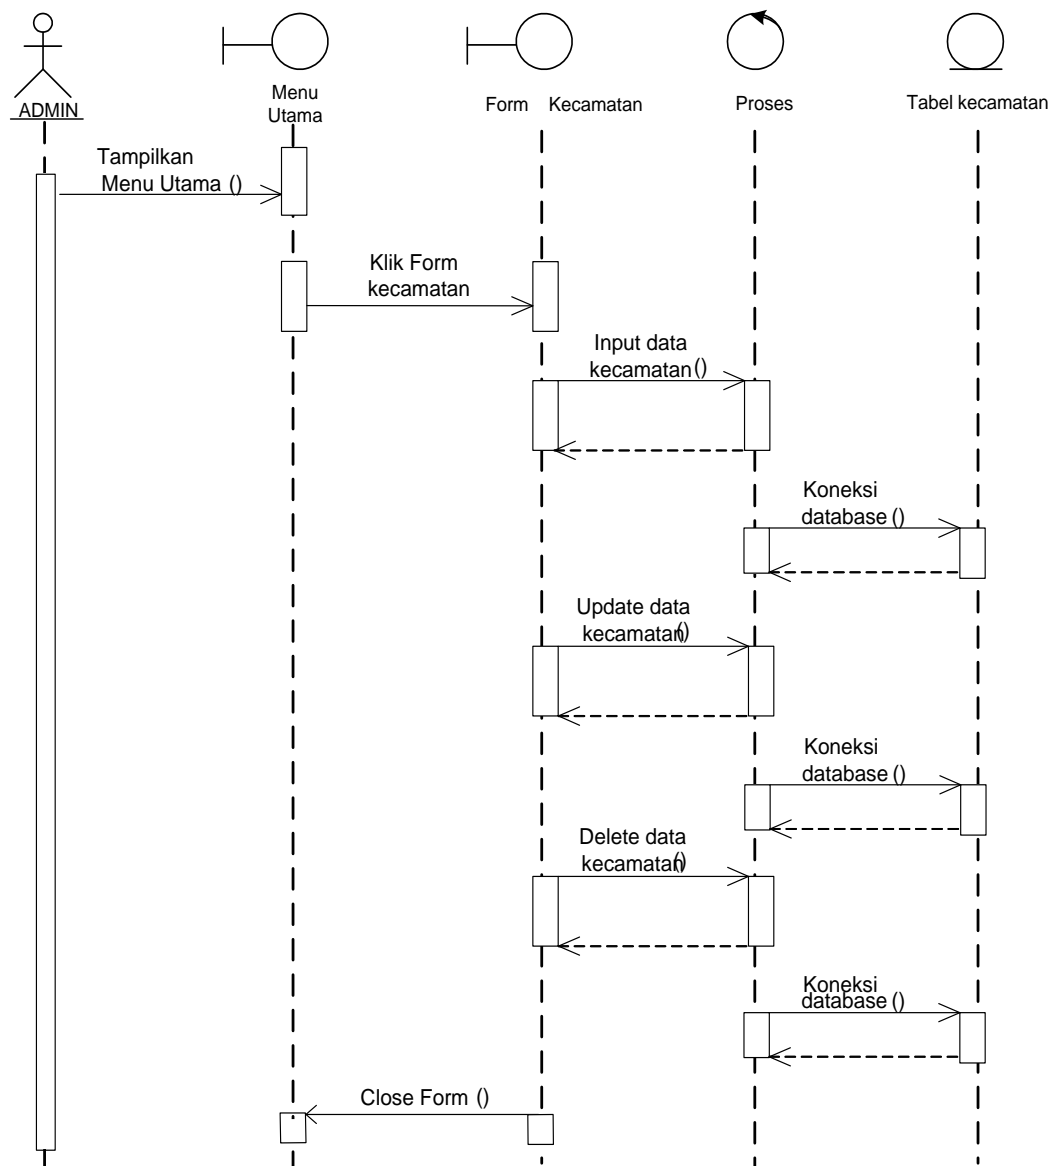 ADMIN
Menu
Utama
Form Kecamatan
Proses
Tabel kecamatan
Tampilkan
Menu Utama ()
Klik Form
kecamatan
Input data
kecamatan ()
Koneksi
database ()
Update data
kecamatan()
Koneksi
database ()
Delete data
kecamatan()
Koneksi
database ()
Close Form ()